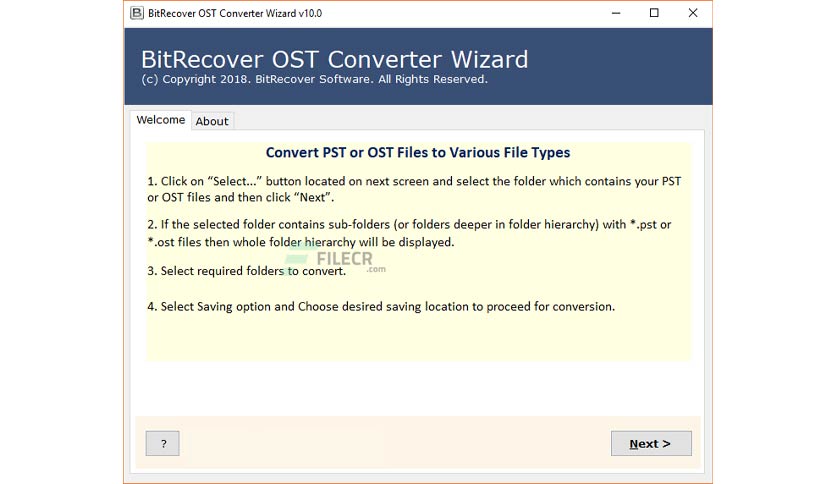 BitRecover OST Converter Wizard v10.0
BitRecover OST Converter Wizard
(c) Copyright 2018. BitRecover Software. All Rights Reserved.
Welcome
About
Convert PST or OST Files to Various File Types
1. Click on “Select...” button located on next screen and select the folder which contains your PST
or OST files and then click “Next”.
2. If the selected folder contains sub-folders (or folders deeper in folder hierarchy) with *.pst or
*.ost files then whole folder hierarchy will be displayed.
FILECR
.com
3. Select required folders to convert.
4. Select Saving option and Choose desired saving location to proceed for conversion.
?
Next >